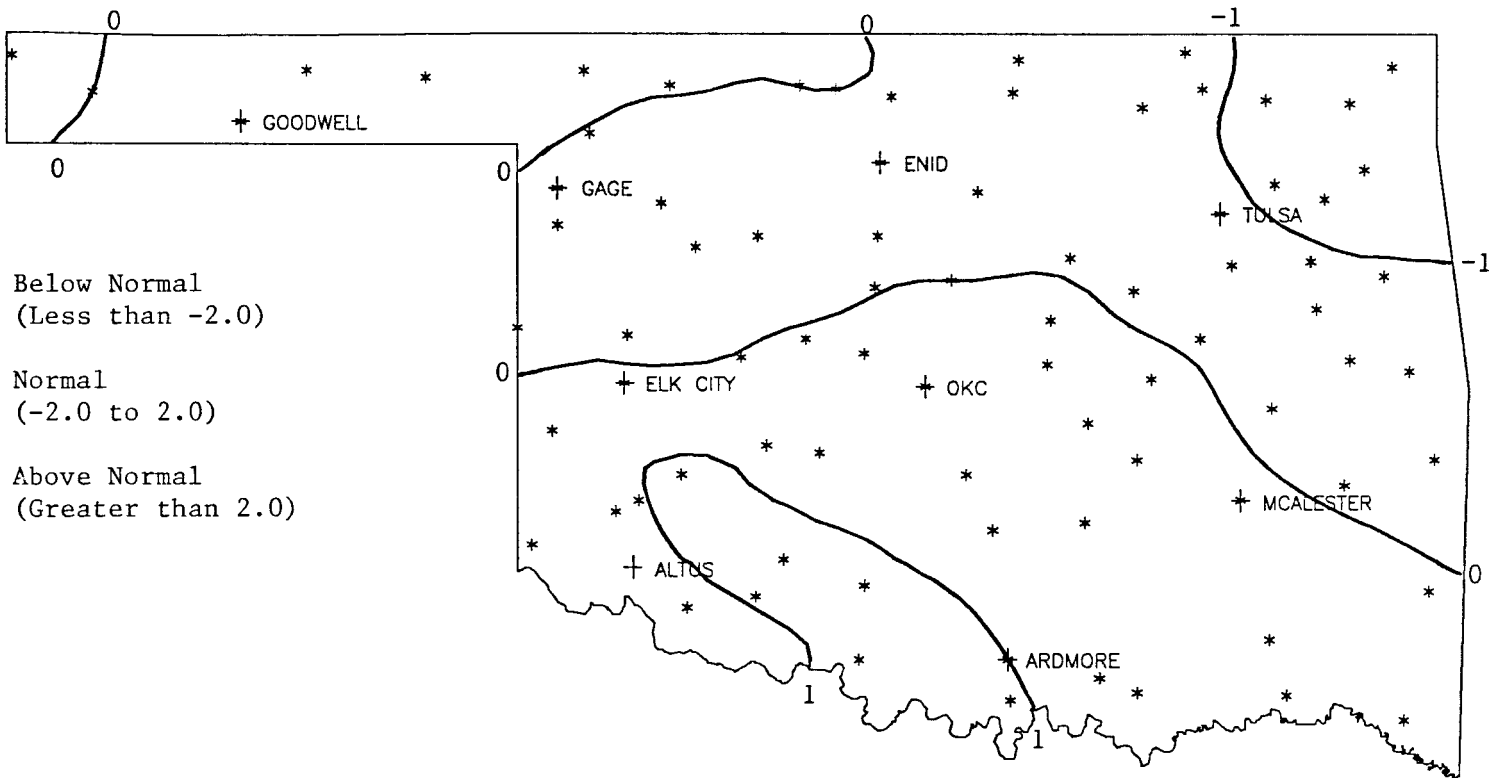 0
0
-1
GOODWELL
0
0
GAGE
ENID
TULSA
-1
Below Normal
(Less than -2.0)
Normal
(-2.0 to 2.0)
Above Normal
(Greater than 2.0)
0
ELK CITY
OKC
MCALESTER
ALTUS
0
ARDMORE
1
1